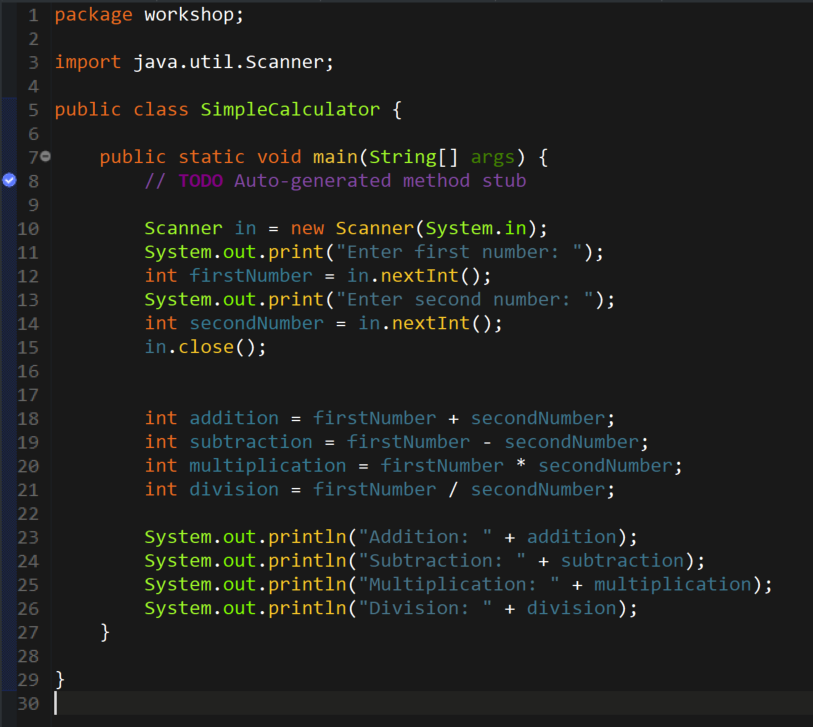 1 package workshop;
2
3 import java.util.Scanner;
4
5 public class SimpleCalculator {
6
7     public static void main(String[] args) {
8         // TODO Auto-generated method stub
9
10         Scanner in = new Scanner(System.in);
11         System.out.print("Enter first number: ");
12         int firstNumber = in.nextInt();
13         System.out.print("Enter second number: ");
14         int secondNumber = in.nextInt();
15         in.close();
16
17
18         int addition = firstNumber + secondNumber;
19         int subtraction = firstNumber - secondNumber;
20         int multiplication = firstNumber * secondNumber;
21         int division = firstNumber / secondNumber;
22
23         System.out.println("Addition: " + addition);
24         System.out.println("Subtraction: " + subtraction);
25         System.out.println("Multiplication: " + multiplication);
26         System.out.println("Division: " + division);
27     }
28
29 }
30